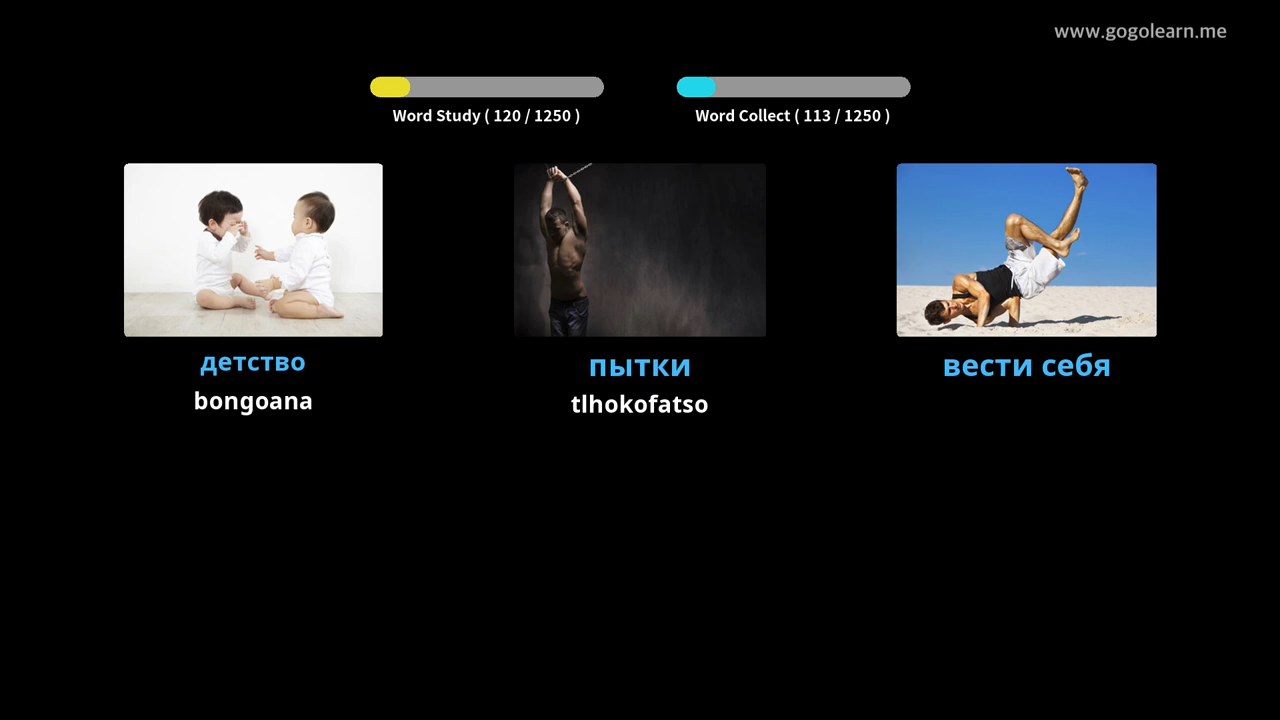 www.gogolearn.me
Word Study ( 120 / 1250 )
Word Collect ( 113 / 1250 )
детство
bongoana
пытки
tlhokofatso
вести себя